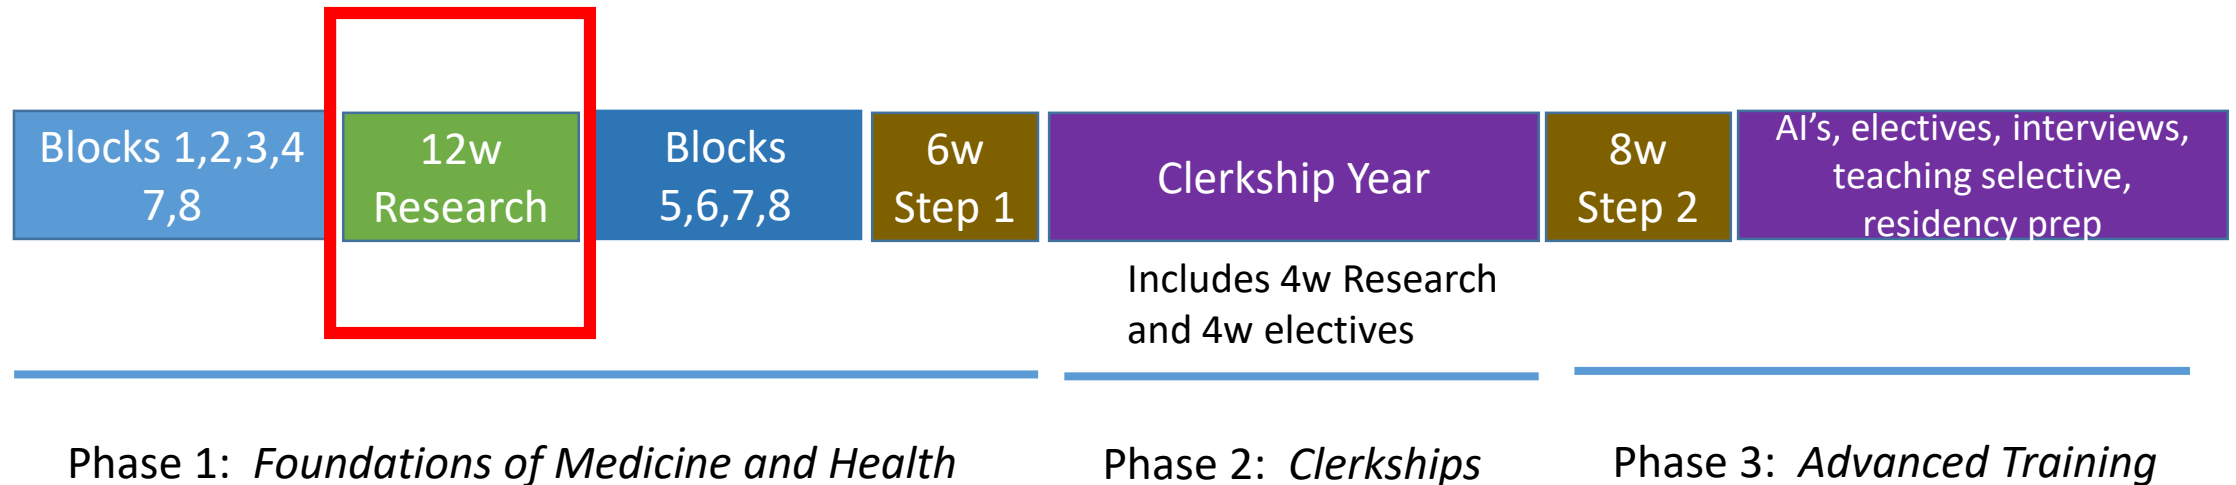 Blocks 1,2,3,4
7,8
12w
Research
Blocks
5,6,7,8
6w
Step 1
Clerkship Year
8w
Step 2
AI's, electives, interviews,
teaching selective,
residency prep
Includes 4w Research
and 4w electives
Phase 1: Foundations of Medicine and Health
Phase 2: Clerkships
Phase 3: Advanced Training